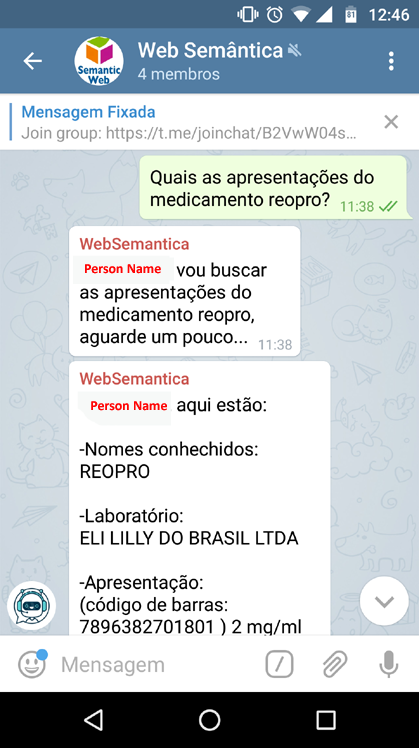 81 12:46
Semantic
Web
Web Semântica
4 membros
Mensagem Fixada
Join group: https://t.me/joinchat/B2VwW04s...
Quais as apresentações do
medicamento reopro? 11:38
WebSemantica
Person Name vou buscar
as apresentações do
medicamento reopro,
aguarde um pouco... 11:38
WebSemantica
Person Name aqui estão:
-Nomes conhechidos:
REOPRO
-Laboratório:
ELI LILLY DO BRASIL LTDA
-Apresentação:
(código de barras:
7896382701801 ) 2 mg/ml
Mensagem
/